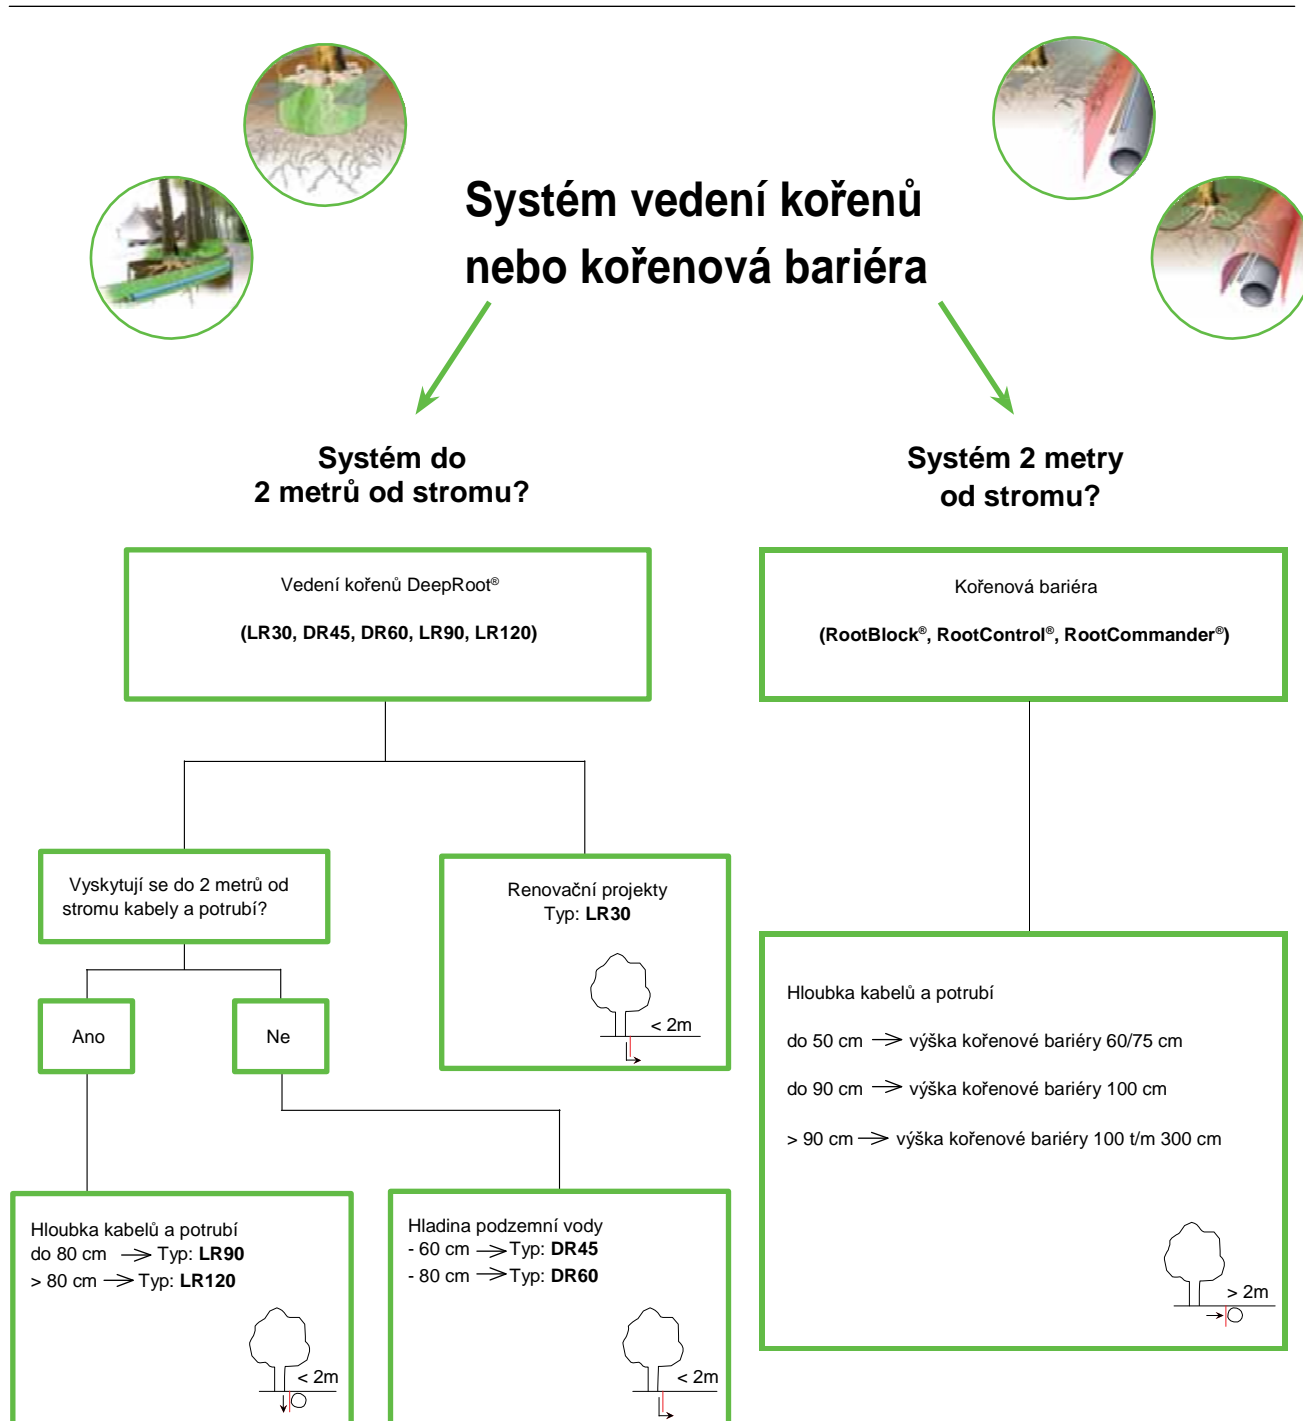 Systém vedení kořenů
nebo kořenová bariéra
Systém do
2 metrů od stromu?
Systém 2 metry
od stromu?
Vedení kořenů DeepRoot®
(LR30, DR45, DR60, LR90, LR120)
Kořenová bariéra
(RootBlock®, RootControl®, RootCommander®)
Vyskytují se do 2 metrů od
stromu kabely a potrubí?
Renovační projekty
Typ: LR30
< 2m
Ano
Ne
Hloubka kabelů a potrubí
do 50 cm → výška kořenové bariéry 60/75 cm
do 90 cm → výška kořenové bariéry 100 cm
> 90 cm → výška kořenové bariéry 100 t/m 300 cm
> 2m
Hloubka kabelů a potrubí
do 80 cm → Typ: LR90
> 80 cm → Typ: LR120
< 2m
Hladina podzemní vody
- 60 cm → Typ: DR45
- 80 cm → Typ: DR60
< 2m